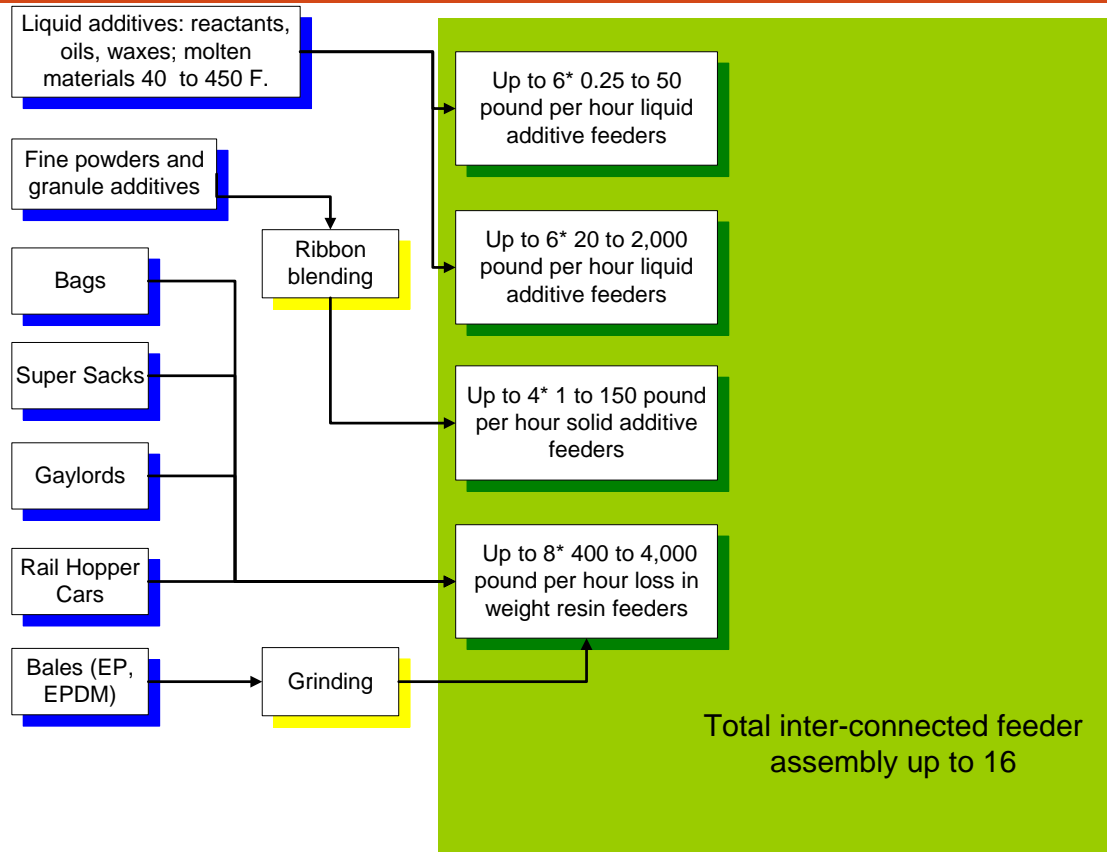 Liquid additives: reactants,
oils, waxes; molten
materials 40  to 450 F.
Up to 6* 0.25 to 50
pound per hour liquid
additive feeders
Fine powders and
granule additives
Ribbon
blending
Up to 6* 20 to 2,000
pound per hour liquid
additive feeders
Bags
Super Sacks
Up to 4* 1 to 150 pound
per hour solid additive
feeders
Gaylords
Rail Hopper
Cars
Up to 8* 400 to 4,000
pound per hour loss in
weight resin feeders
Bales (EP,
EPDM)
Grinding
Total inter-connected feeder
assembly up to 16